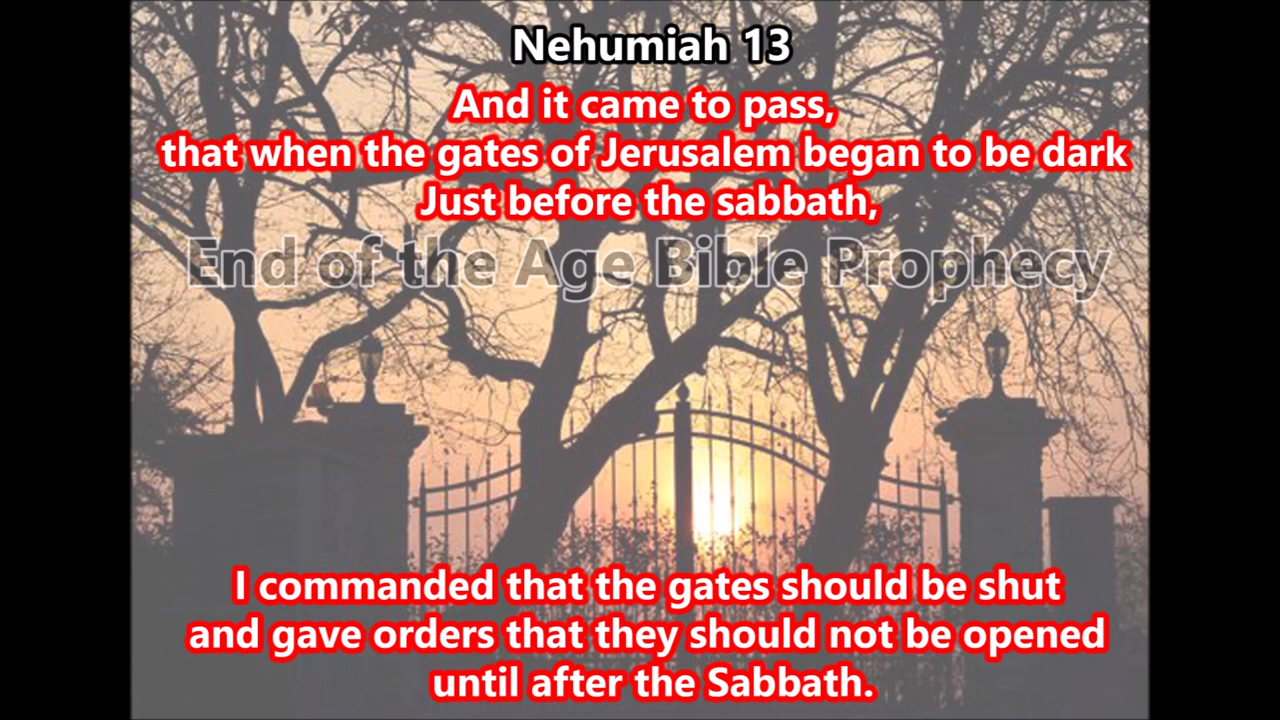 Nehumiah 13
And it came to pass,
that when the gates of Jerusalem began to be dark
Just before the sabbath,
End of the Age Bible Prophecy
I commanded that the gates should be shut
and gave orders that they should not be opened
until after the Sabbath.